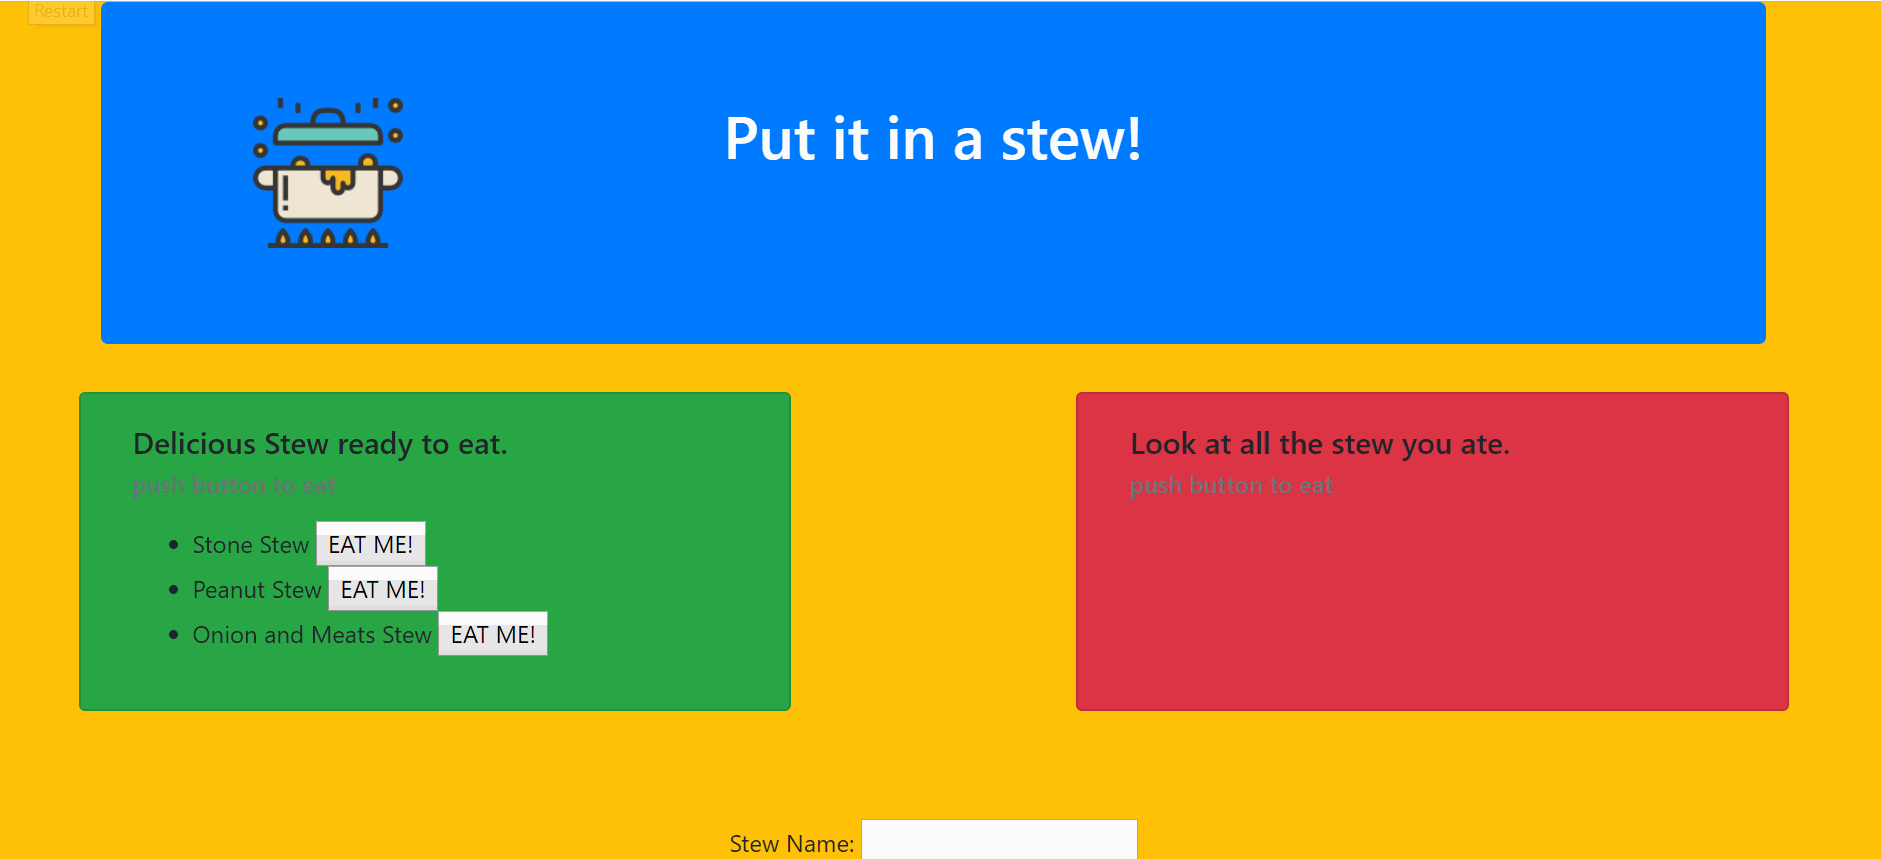 Restart
Put it in a stew!
Delicious Stew ready to eat.
push button to eat
Stone Stew EAT ME!
Peanut Stew EAT ME!
Onion and Meats Stew EAT ME!
Look at all the stew you ate.
push button to eat
Stew Name: